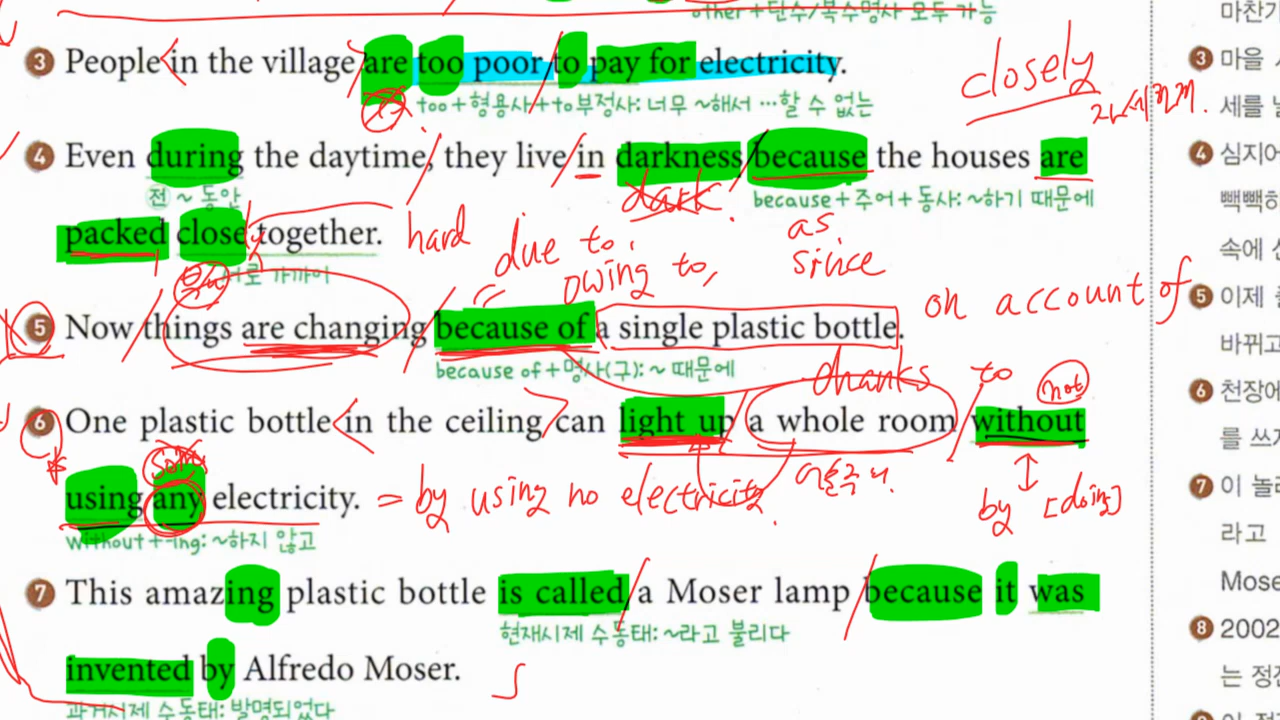 other+단수/복수명사 모두 가능
③ People in the village are too poor to pay for electricity.
too+형용사+to부정사: 너무 ~해서 …할 수 없는
closely
④ Even during the daytime, they live in darkness because the houses are
전 ~ 동안
dark
because+주어+동사: ~하기 때문에
packed close together.
hard
due to,
owing to,
as
since
서로 가까이
on account of
⑤ Now things are changing because of a single plastic bottle.
because of+명사(구): ~ 때문에
thanks to
not
⑥ One plastic bottle in the ceiling can light up a whole room without
some
using any electricity. = by using no electricity.
by [doing]
without+-ing: ~하지 않고
⑦ This amazing plastic bottle is called a Moser lamp because it was
현재시제 수동태: ~라고 불리다
invented by Alfredo Moser.
과거시제 수동태: 발명되었다
마찬가
③ 마을
세를
④ 심지어
빽빽하
속에
⑤ 이제
바뀌고
⑥ 천장에
를 쓰지
⑦ 이 놀라
라고
Mose
⑧ 2002
는 정전